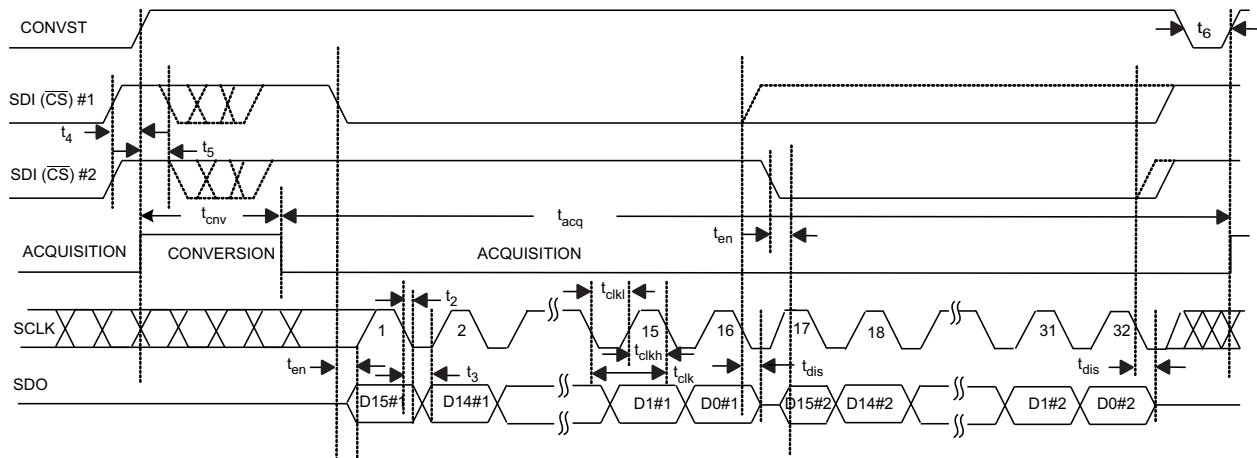 CONVST
t6
SDI (CS) #1
t4
t5
SDI (CS) #2
tcnv
tacq
ten
ACQUISITION
CONVERSION
ACQUISITION
t2
tclkl
SCLK
1
2
15
16
17
18
31
32
tclkh
ten
t3
tclk
tdis
tdis
SDO
D15#1
D14#1
D1#1
D0#1
D15#2
D14#2
D1#2
D0#2